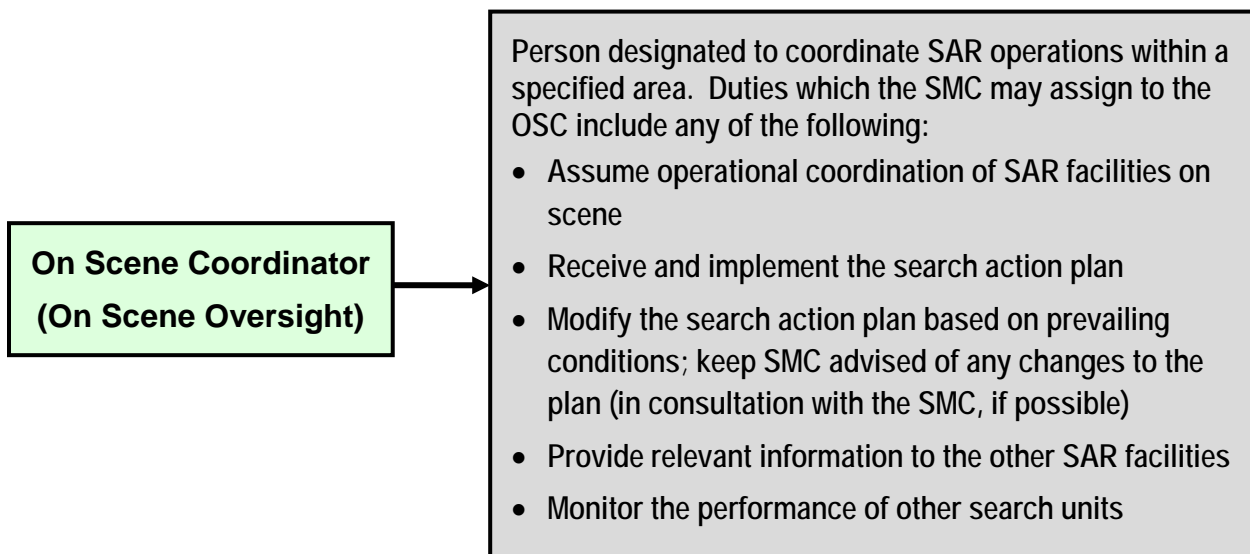 On Scene Coordinator
(On Scene Oversight)
Person designated to coordinate SAR operations within a
specified area.  Duties which the SMC may assign to the
OSC include any of the following:
• Assume operational coordination of SAR facilities on
scene
• Receive and implement the search action plan
• Modify the search action plan based on prevailing
conditions; keep SMC advised of any changes to the
plan (in consultation with the SMC, if possible)
• Provide relevant information to the other SAR facilities
• Monitor the performance of other search units